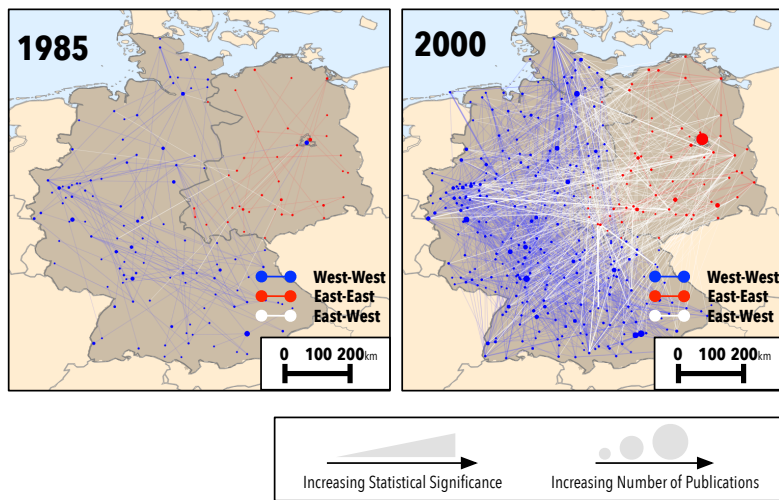 1985
West-West
East-East
East-West
0 100 200km
2000
West-West
East-East
East-West
0 100 200km
Increasing Statistical Significance
Increasing Number of Publications